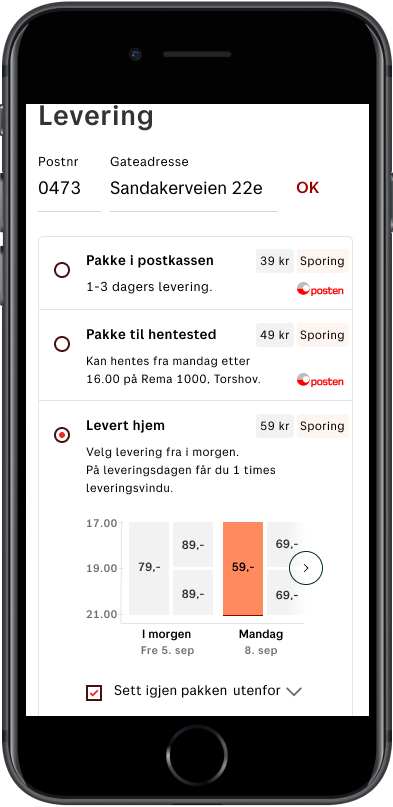 Levering
Postnr Gateadresse
0473 Sandakerveien 22e OK
Pakke i postkassen 39 kr Sporing
1-3 dagers levering. posten
Pakke til hentested 49 kr Sporing
Kan hentes fra mandag etter
16.00 på Rema 1000, Torshov. posten
Levert hjem 59 kr Sporing
Velg levering fra i morgen.
På leveringsdagen får du 1 times
leveringsvindu.
17.00
89,- 69,-
19.00 79,- 59,-
89,- 69,-
21.00
I morgen Mandag
Fre 5. sep 8. sep
Sett igjen pakken utenfor